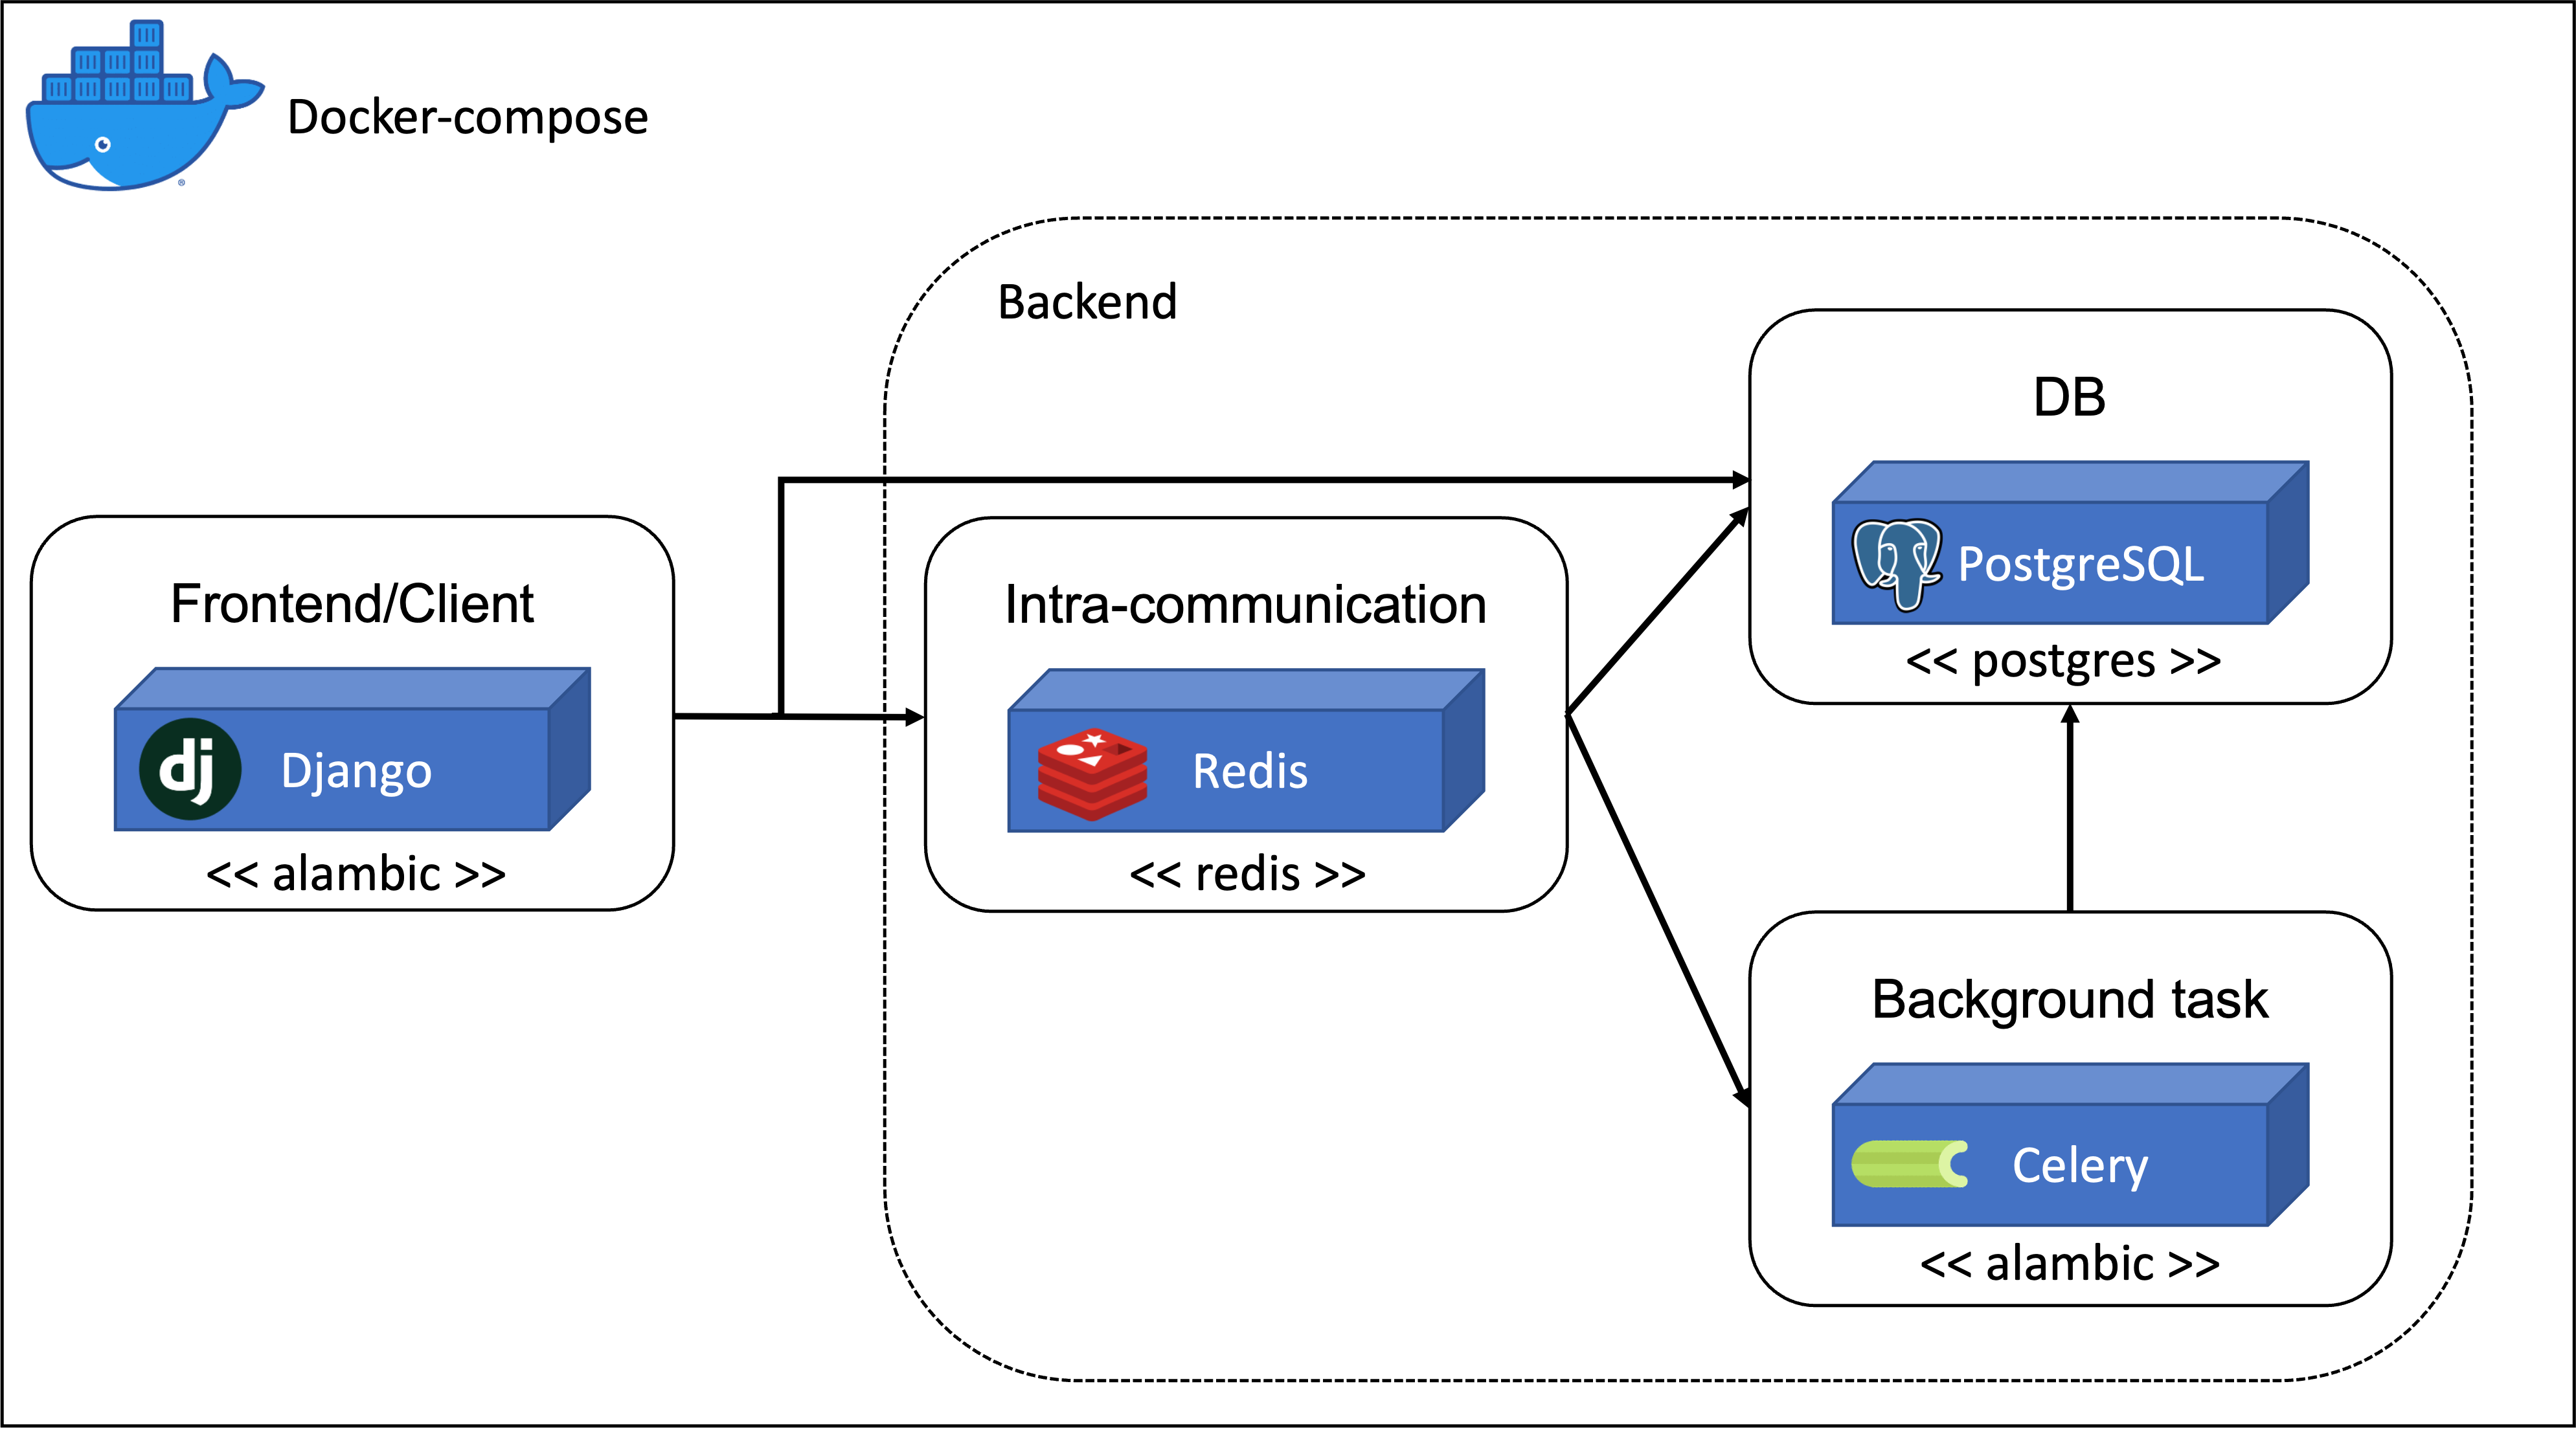 Docker-compose
Backend
DB
PostgreSQL
<< postgres >>
Frontend/Client
dj Django
<< alambic >>
Intra-communication
Redis
<< redis >>
Background task
Celery
<< alambic >>